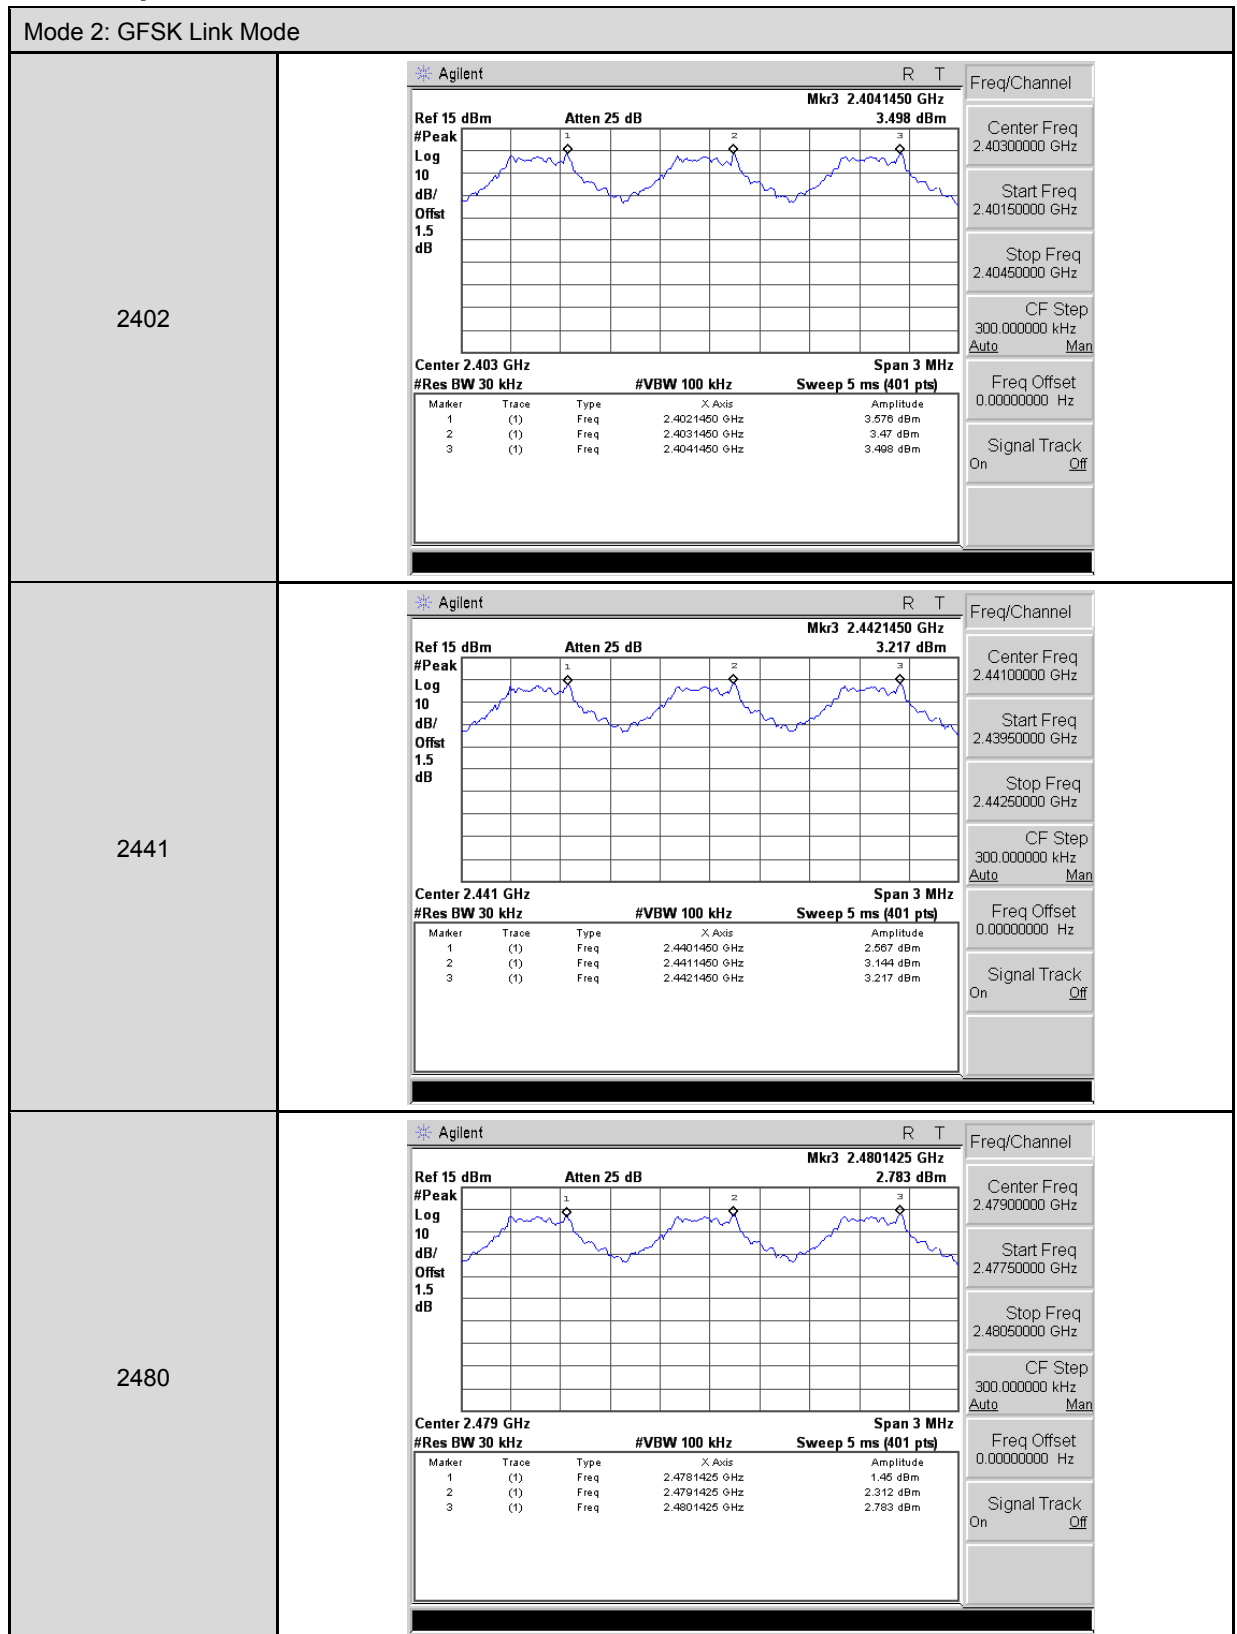 Mode 2: GFSK Link Mode
2402
Agilent R T
Mkr3 2.4041450 GHz
Ref 15 dBm Atten 25 dB 3.498 dBm
#Peak
Log
10
dB/
Offst
1.5
dB
1 2 3
Center 2.403 GHz Span 3 MHz
#Res BW 30 kHz #VBW 100 kHz Sweep 5 ms (401 pts)
Marker Trace Type X Axis Amplitude
1 (1) Freq 2.4021450 GHz 3.576 dBm
2 (1) Freq 2.4031450 GHz 3.47 dBm
3 (1) Freq 2.4041450 GHz 3.498 dBm
Freq/Channel
Center Freq
2.40300000 GHz
Start Freq
2.40150000 GHz
Stop Freq
2.40450000 GHz
CF Step
300.000000 kHz
Auto Man
Freq Offset
0.00000000 Hz
Signal Track
On Off
2441
Agilent R T
Mkr3 2.4421450 GHz
Ref 15 dBm Atten 25 dB 3.217 dBm
#Peak
Log
10
dB/
Offst
1.5
dB
1 2 3
Center 2.441 GHz Span 3 MHz
#Res BW 30 kHz #VBW 100 kHz Sweep 5 ms (401 pts)
Marker Trace Type X Axis Amplitude
1 (1) Freq 2.4401450 GHz 2.567 dBm
2 (1) Freq 2.4411450 GHz 3.144 dBm
3 (1) Freq 2.4421450 GHz 3.217 dBm
Freq/Channel
Center Freq
2.44100000 GHz
Start Freq
2.43950000 GHz
Stop Freq
2.44250000 GHz
CF Step
300.000000 kHz
Auto Man
Freq Offset
0.00000000 Hz
Signal Track
On Off
2480
Agilent R T
Mkr3 2.4801425 GHz
Ref 15 dBm Atten 25 dB 2.783 dBm
#Peak
Log
10
dB/
Offst
1.5
dB
1 2 3
Center 2.479 GHz Span 3 MHz
#Res BW 30 kHz #VBW 100 kHz Sweep 5 ms (401 pts)
Marker Trace Type X Axis Amplitude
1 (1) Freq 2.4781425 GHz 1.45 dBm
2 (1) Freq 2.4791425 GHz 2.312 dBm
3 (1) Freq 2.4801425 GHz 2.783 dBm
Freq/Channel
Center Freq
2.47900000 GHz
Start Freq
2.47750000 GHz
Stop Freq
2.48050000 GHz
CF Step
300.000000 kHz
Auto Man
Freq Offset
0.00000000 Hz
Signal Track
On Off